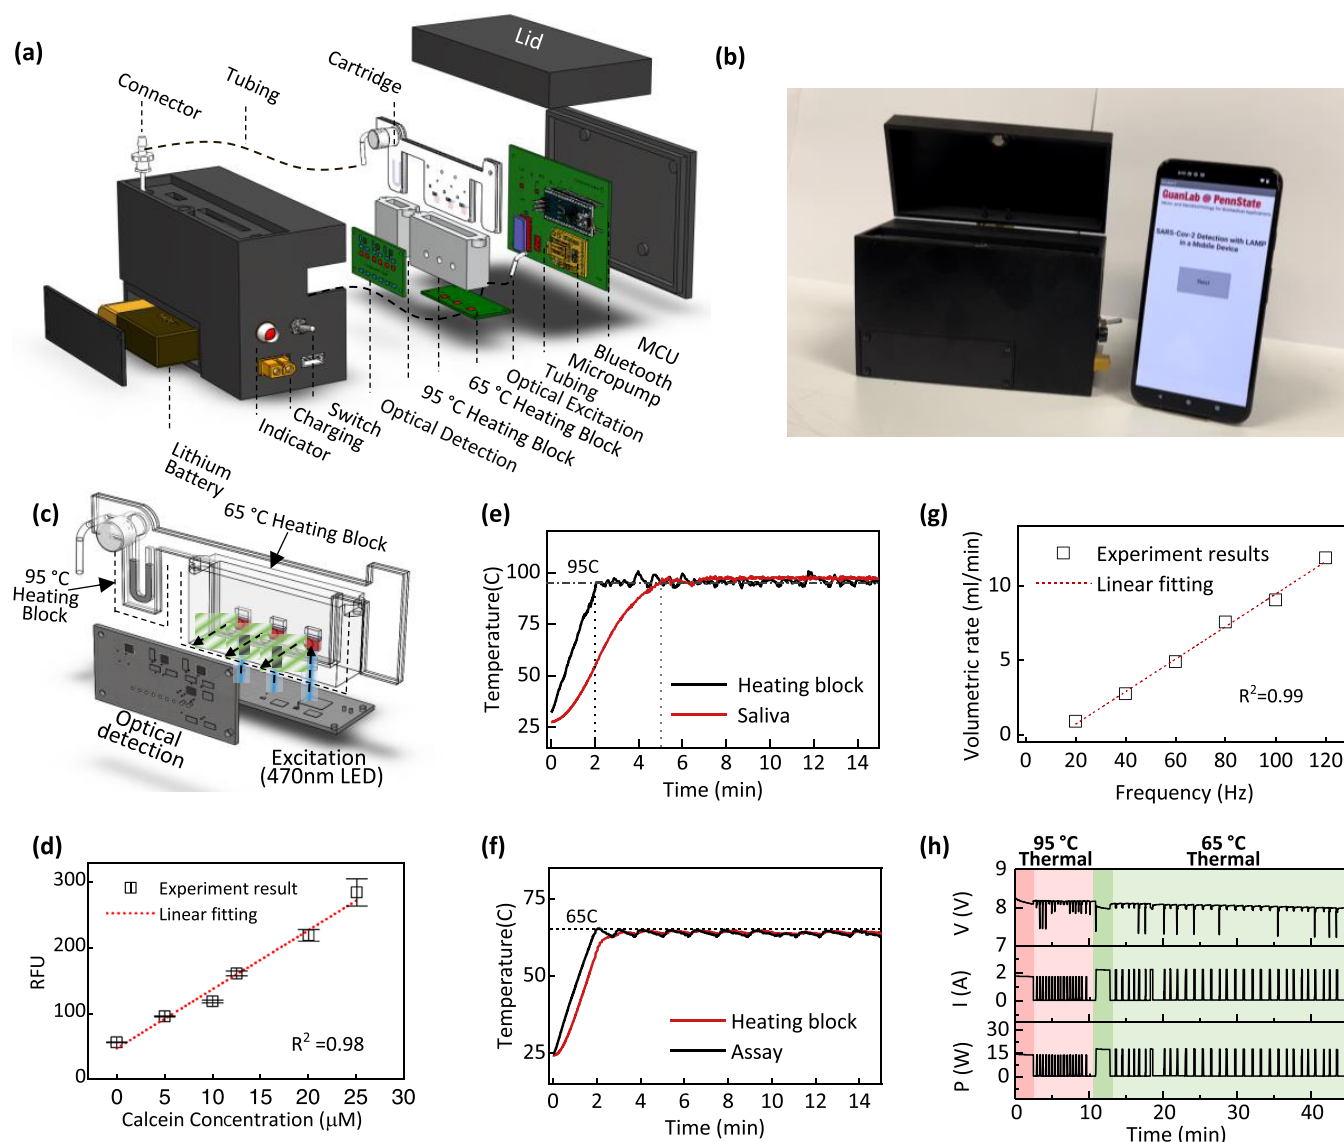 (a)
Lid
Connector
Tubing
Cartridge
MCU
Bluetooth
Micropump
Tubing
Optical Excitation
65 °C Heating Block
95 °C Heating Block
Optical Detection
Switch
Charging
Indicator
Lithium
Battery
(b)
GuanLab @ PennState
SARS-Cov-2 Detection with LAMP
in a Mobile Device
Next
(c)
65 °C Heating Block
95 °C
Heating
Block
Optical
detection
Excitation
(470nm LED)
(d)
300
200
100
0
RFU
Experiment result
Linear fitting
R² =0.98
0 5 10 15 20 25 30
Calcein Concentration (µM)
(e)
100
75
50
25
Temperature(C)
95C
Heating block
Saliva
0 2 4 6 8 10 12 14
Time (min)
(f)
75
50
25
Temperature(C)
65C
Heating block
Assay
0 2 4 6 8 10 12 14
Time (min)
(g)
10
5
0
Volumetric rate (ml/min)
Experiment results
Linear fitting
R²=0.99
20 40 60 80 100 120
Frequency (Hz)
(h)
95 °C
Thermal
65 °C
Thermal
9
8
7
V (V)
2
0
I (A)
30
15
0
P (W)
0 10 20 30 40
Time (min)